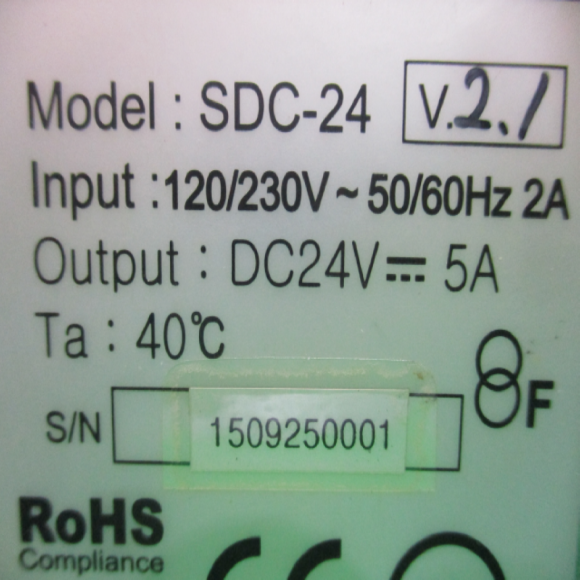 Model : SDC-24 V.2.1
Input : 120/230V ~ 50/60Hz 2A
Output : DC24V ⎓ 5A
Ta : 40℃
F
S/N 1509250001
RoHS
Compliance
CE